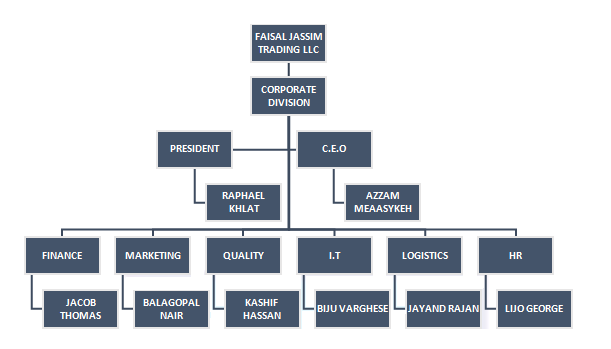 FAISAL JASSIM
TRADING LLC
CORPORATE
DIVISION
PRESIDENT
C.E.O
RAPHAEL
KHLAT
AZZAM
MEAASYKEH
FINANCE
MARKETING
QUALITY
I.T
LOGISTICS
HR
JACOB
THOMAS
BALAGOPAL
NAIR
KASHIF
HASSAN
BIJU VARGHESE
JAYAND RAJAN
LIJO GEORGE